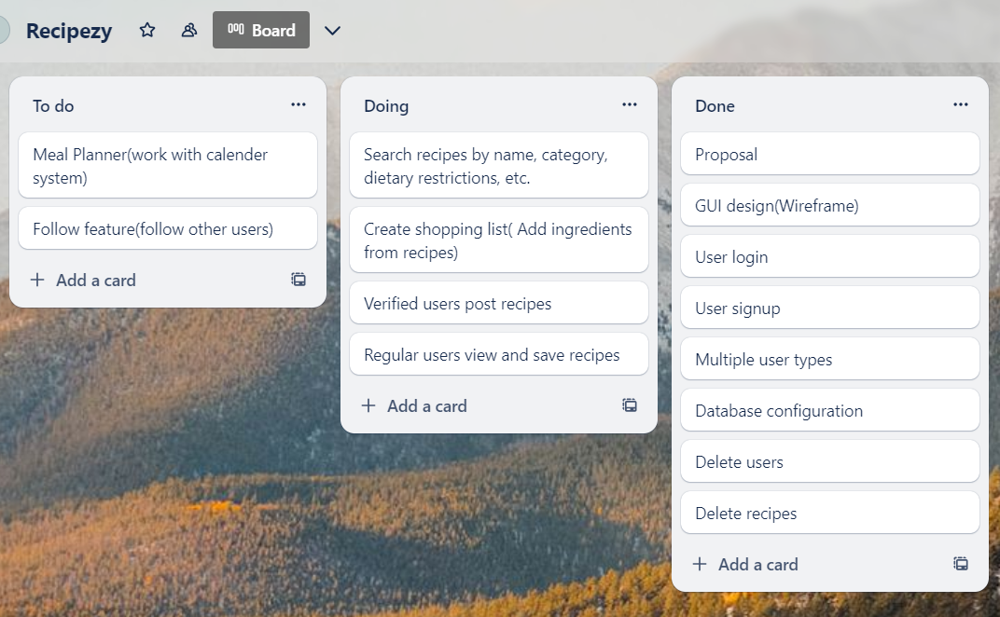 Recipezy
Board
To do
Meal Planner(work with calender
system)
Follow feature(follow other users)
Add a card
Doing
Search recipes by name, category,
dietary restrictions, etc.
Create shopping list( Add ingredients
from recipes)
Verified users post recipes
Regular users view and save recipes
Add a card
Done
Proposal
GUI design(Wireframe)
User login
User signup
Multiple user types
Database configuration
Delete users
Delete recipes
Add a card